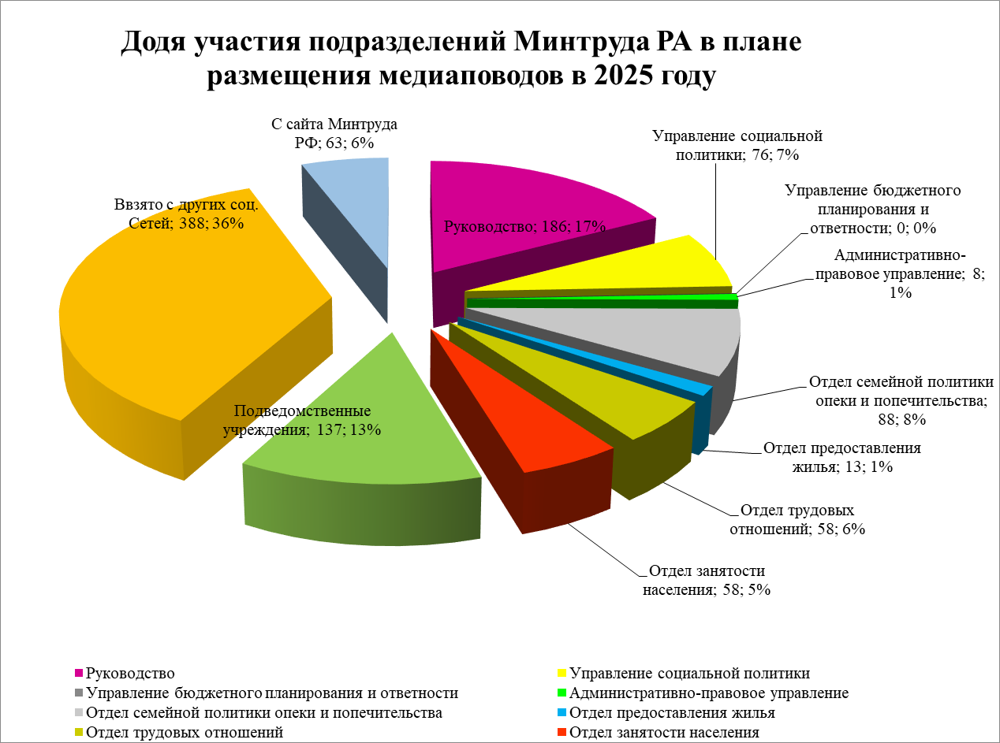 Додя участия подразделений Минтруда РА в плане
размещения медиаповодов в 2025 году
С сайта Минтруда
РФ; 63; 6%
Управление социальной
политики; 76; 7%
Ввзято с других соц.
Сетей; 388; 36%
Управление бюджетного
планирования и
ответности; 0; 0%
Руководство; 186; 17%
Административно-
правовое управление; 8;
1%
Отдел семейной политики
опеки и попечительства;
88; 8%
Подведомственные
учреждения; 137; 13%
Отдел предоставления
жилья; 13; 1%
Отдел трудовых
отношений; 58; 6%
Отдел занятости
населения; 58; 5%
Руководство
Управление социальной политики
Управление бюджетного планирования и ответности
Административно-правовое управление
Отдел семейной политики опеки и попечительства
Отдел предоставления жилья
Отдел трудовых отношений
Отдел занятости населения